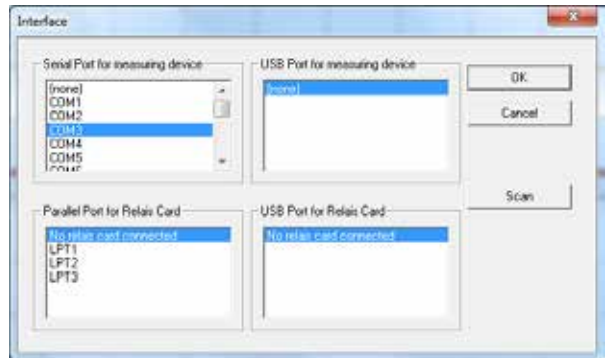 Interface
x
Serial Port for measuring device
(none)
COM1
COM2
COM3
COM4
COM5
COM6
USB Port for measuring device
(none)
OK
Cancel
Scan
Parallel Port for Relais Card
No relais card connected
LPT1
LPT2
LPT3
USB Port for Relais Card
No relais card connected